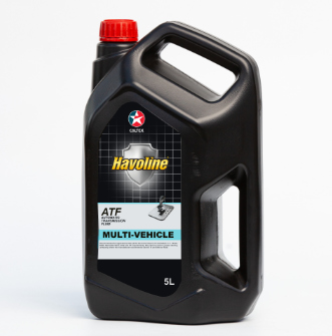 CALTEX
Havoline
ATF
AUTOMATIC
TRANSMISSION
FLUID
MULTI-VEHICLE
5L